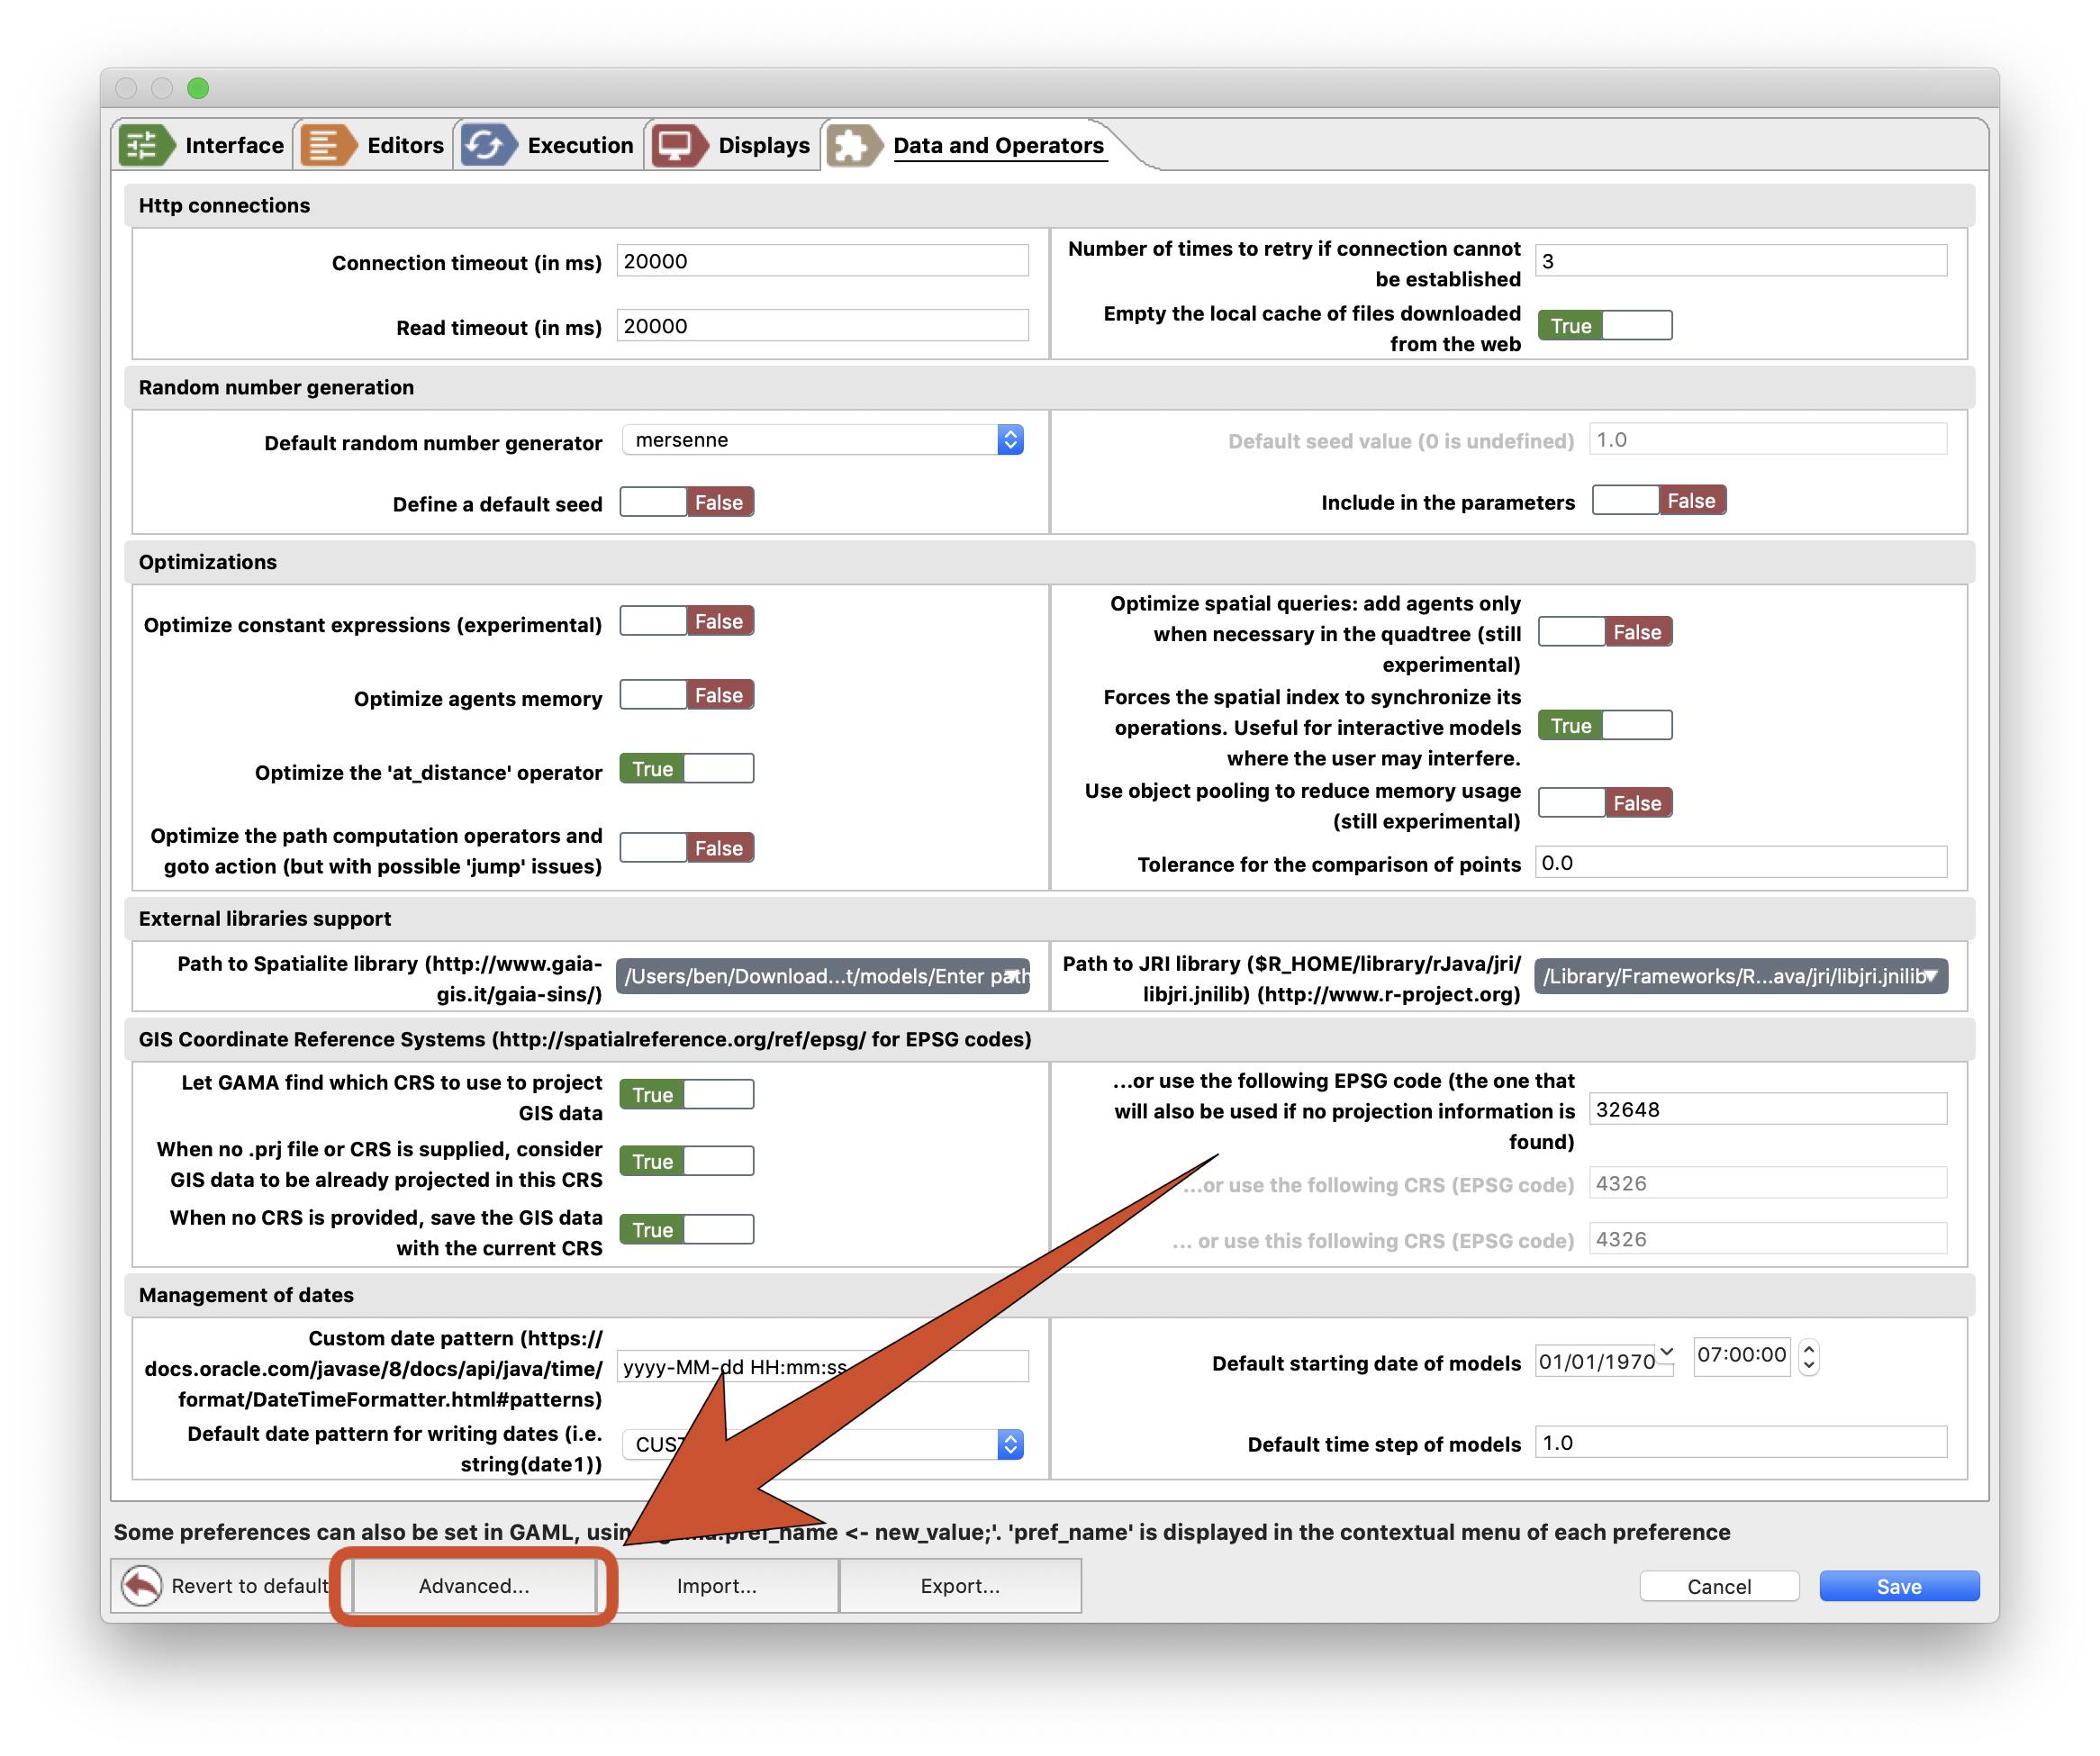 Interface Editors Execution Displays Data and Operators
Http connections
Connection timeout (in ms) 20000
Number of times to retry if connection cannot
be established 3
Read timeout (in ms) 20000
Empty the local cache of files downloaded
from the web True
Random number generation
Default random number generator mersenne
Default seed value (0 is undefined) 1.0
Define a default seed False
Include in the parameters False
Optimizations
Optimize constant expressions (experimental) False
Optimize agents memory False
Optimize the 'at_distance' operator True
Optimize the path computation operators and
goto action (but with possible 'jump' issues) False
Optimize spatial queries: add agents only
when necessary in the quadtree (still
experimental) False
Forces the spatial index to synchronize its
operations. Useful for interactive models
where the user may interfere. True
Use object pooling to reduce memory usage
(still experimental) False
Tolerance for the comparison of points 0.0
External libraries support
Path to Spatialite library (http://www.gaia-
gis.it/gaia-sins/) /Users/ben/Download...t/models/Enter path
Path to JRI library ($R_HOME/library/rJava/jri/
libjri.jnilib) (http://www.r-project.org) /Library/Frameworks/R...ava/jri/libjri.jnilib
GIS Coordinate Reference Systems (http://spatialreference.org/ref/epsg/ for EPSG codes)
Let GAMA find which CRS to use to project
GIS data True
When no .prj file or CRS is supplied, consider
GIS data to be already projected in this CRS True
When no CRS is provided, save the GIS data
with the current CRS True
...or use the following EPSG code (the one that
will also be used if no projection information is
found) 32648
...or use the following CRS (EPSG code) 4326
... or use this following CRS (EPSG code) 4326
Management of dates
Custom date pattern (https://
docs.oracle.com/javase/8/docs/api/java/time/
format/DateTimeFormatter.html#patterns) yyyy-MM-dd HH:mm:ss
Default date pattern for writing dates (i.e.
string(date1))
Default starting date of models 01/01/1970 07:00:00
Default time step of models 1.0
Some preferences can also be set in GAML, pref_name <- new_value;'. 'pref_name' is displayed in the contextual menu of each preference
Revert to default Advanced... Import... Export... Cancel Save